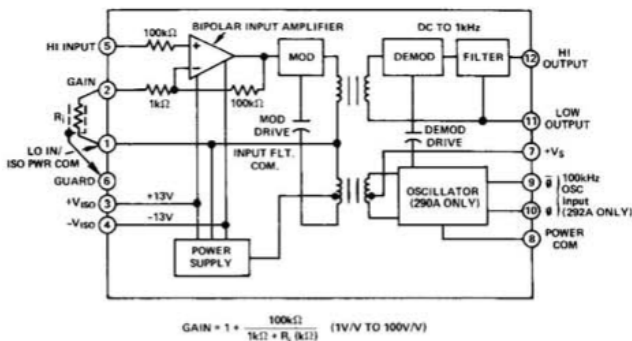 BIPOLAR INPUT AMPLIFIER
DC TO 1kHz
HI INPUT
5
100kΩ
+
−
MOD
DEMOD
FILTER
12
HI
OUTPUT
GAIN
2
1kΩ
100kΩ
Ri
MOD
DRIVE
DEMOD
DRIVE
11
LOW
OUTPUT
1
LO IN/
ISO PWR COM
INPUT FLT.
COM.
7
+VS
GUARD
6
OSCILLATOR
(290A ONLY)
9
100kHz
OSC
Input
(292A ONLY)
10
+VISO
3
+13V
−VISO
4
−13V
8
POWER
COM
POWER
SUPPLY
GAIN = 1 + 100kΩ / 1kΩ + Ri (kΩ) (1V/V TO 100V/V)